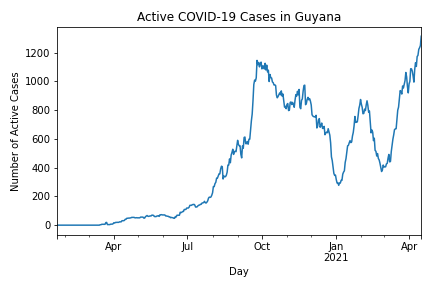 Active COVID-19 Cases in Guyana
Number of Active Cases
1200
1000
800
600
400
200
0
Apr
Jul
Oct
Jan
2021
Apr
Day